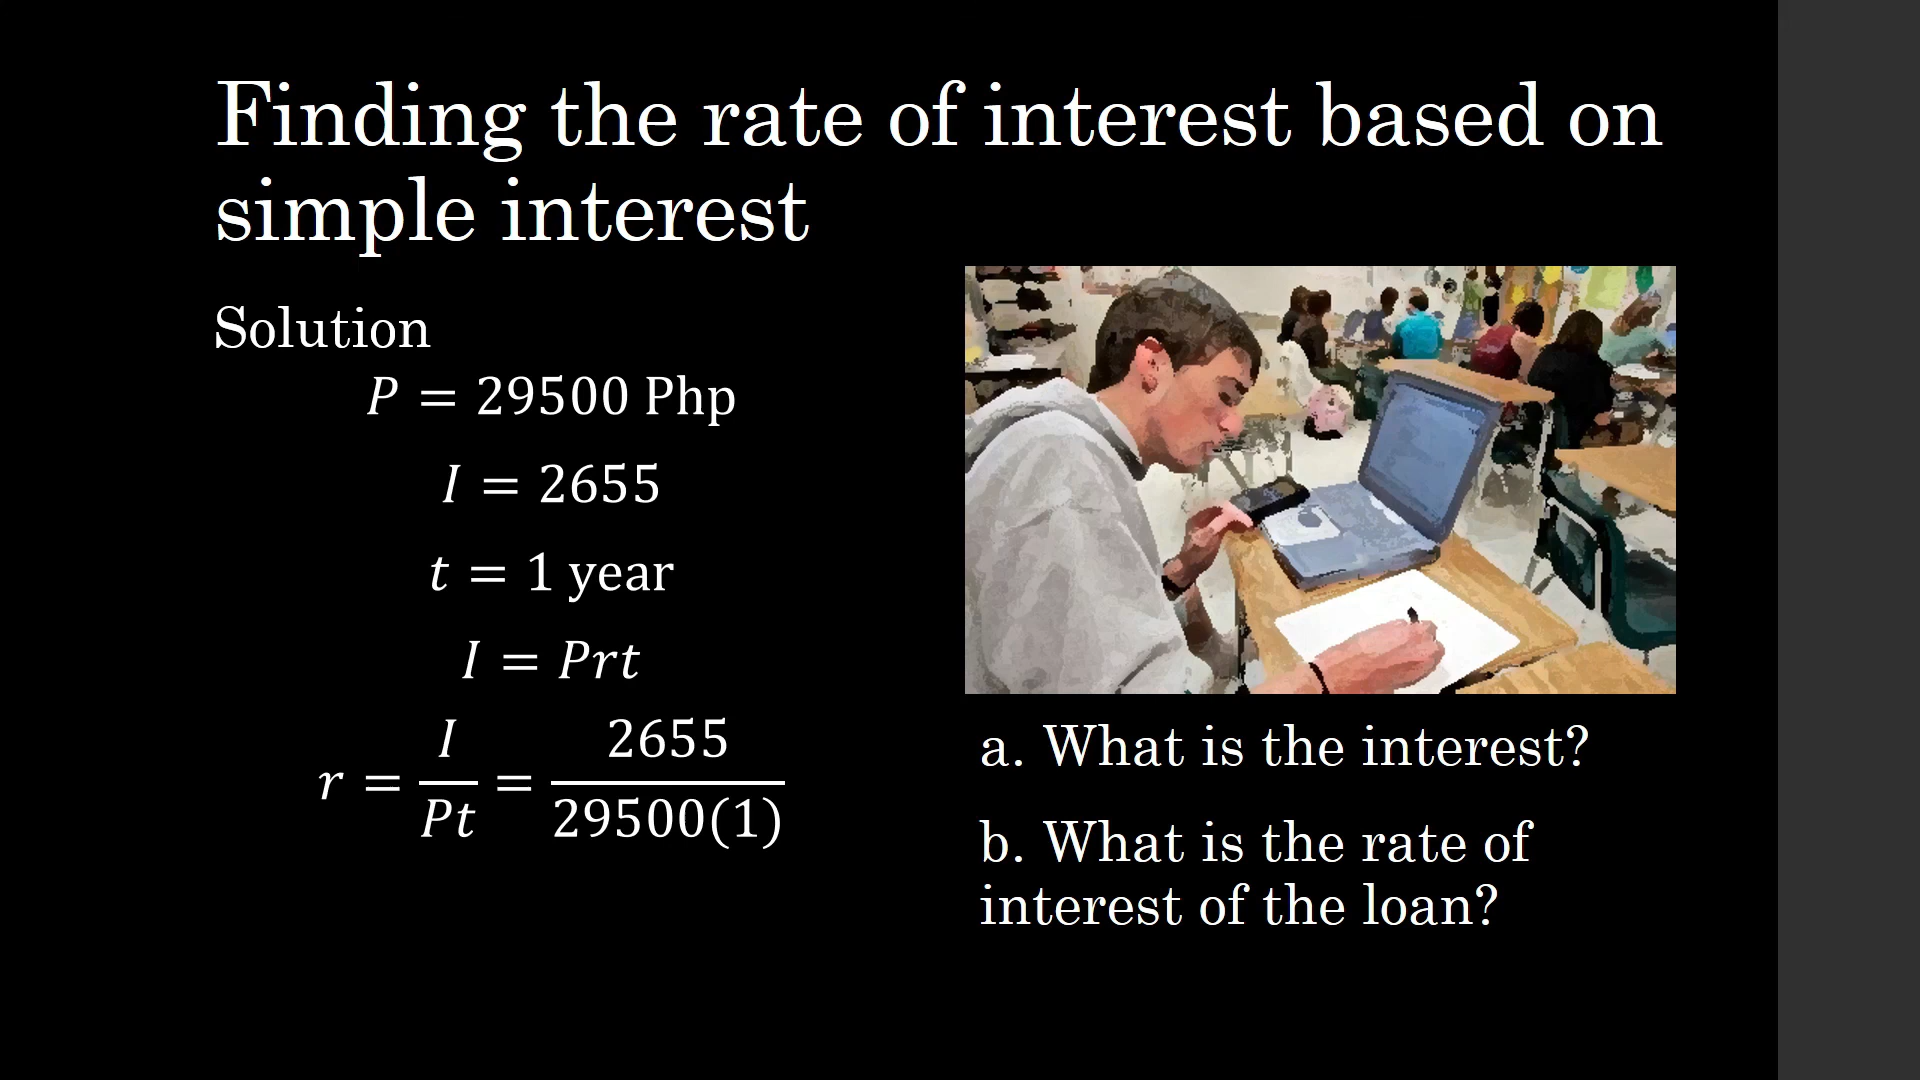 Finding the rate of interest based on
simple interest
Solution
P = 29500 Php
I = 2655
t = 1 year
I = Prt
r = I/Pt = 2655/29500(1)
a. What is the interest?
b. What is the rate of
interest of the loan?